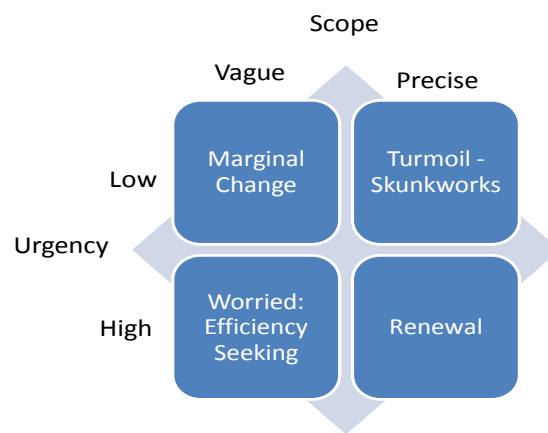 Scope
Vague
Precise
Low
Marginal
Change
Turmoil -
Skunkworks
Urgency
High
Worried:
Efficiency
Seeking
Renewal